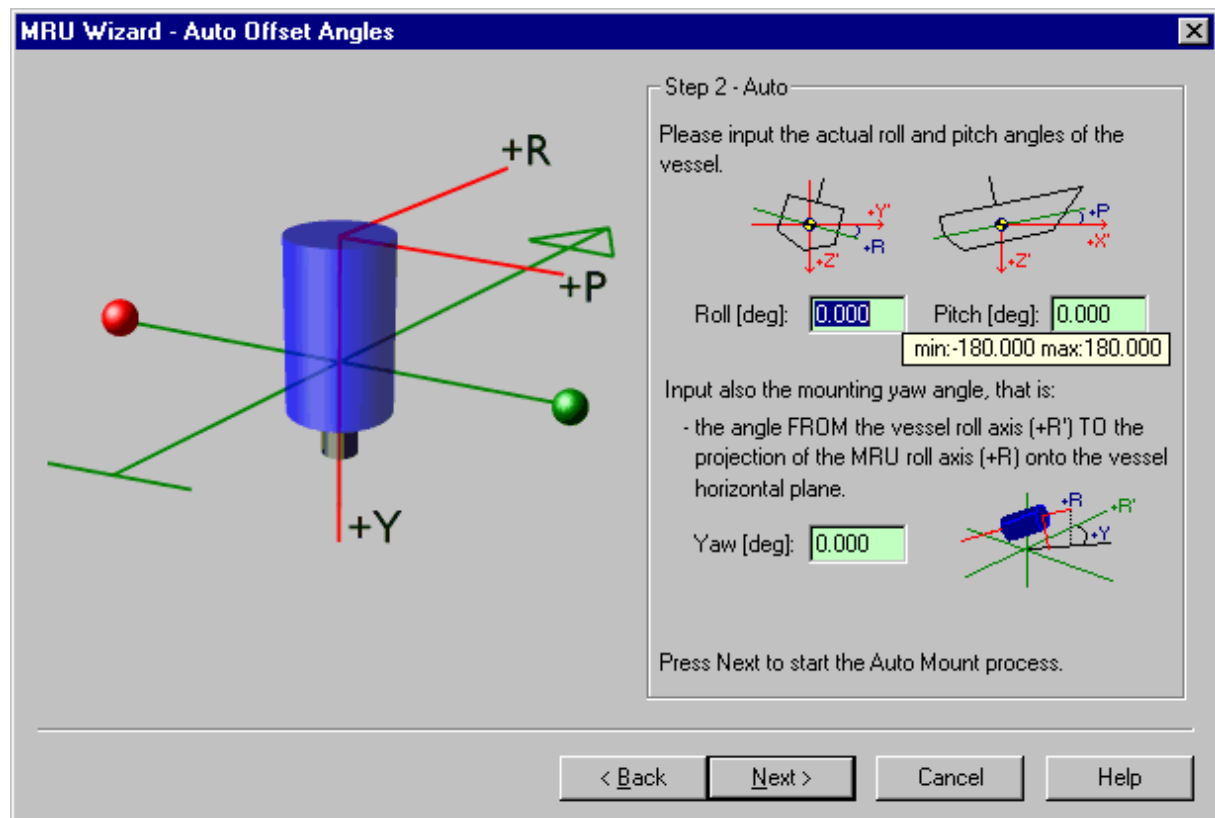 MRU Wizard - Auto Offset Angles
+R
+P
+Y
Step 2 - Auto
Please input the actual roll and pitch angles of the
vessel.
+Y'
+R
+Z'
+P
+X'
+Z'
Roll [deg]: 0.000 Pitch [deg]: 0.000
min:-180.000 max:180.000
Input also the mounting yaw angle, that is:
- the angle FROM the vessel roll axis (+R') TO the
projection of the MRU roll axis (+R) onto the vessel
horizontal plane.
+R
+R'
+Y
Yaw [deg]: 0.000
Press Next to start the Auto Mount process.
< Back Next > Cancel Help